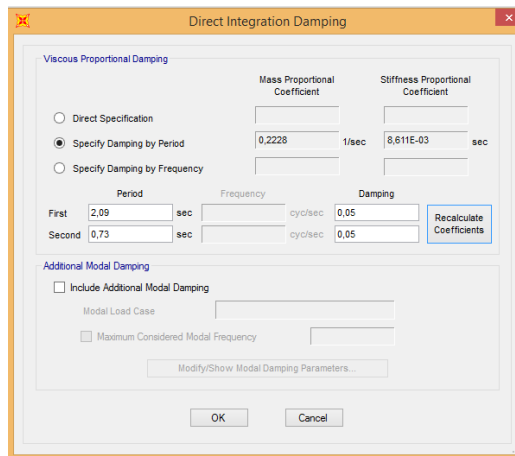 Direct Integration Damping
Viscous Proportional Damping
Mass Proportional Coefficient
Stiffness Proportional Coefficient
Direct Specification
Specify Damping by Period 0,2228 1/sec 8,611E-03 sec
Specify Damping by Frequency
Period Frequency Damping
First 2,09 sec cyc/sec 0,05
Second 0,73 sec cyc/sec 0,05
Recalculate Coefficients
Additional Modal Damping
Include Additional Modal Damping
Modal Load Case
Maximum Considered Modal Frequency
Modify/Show Modal Damping Parameters...
OK Cancel